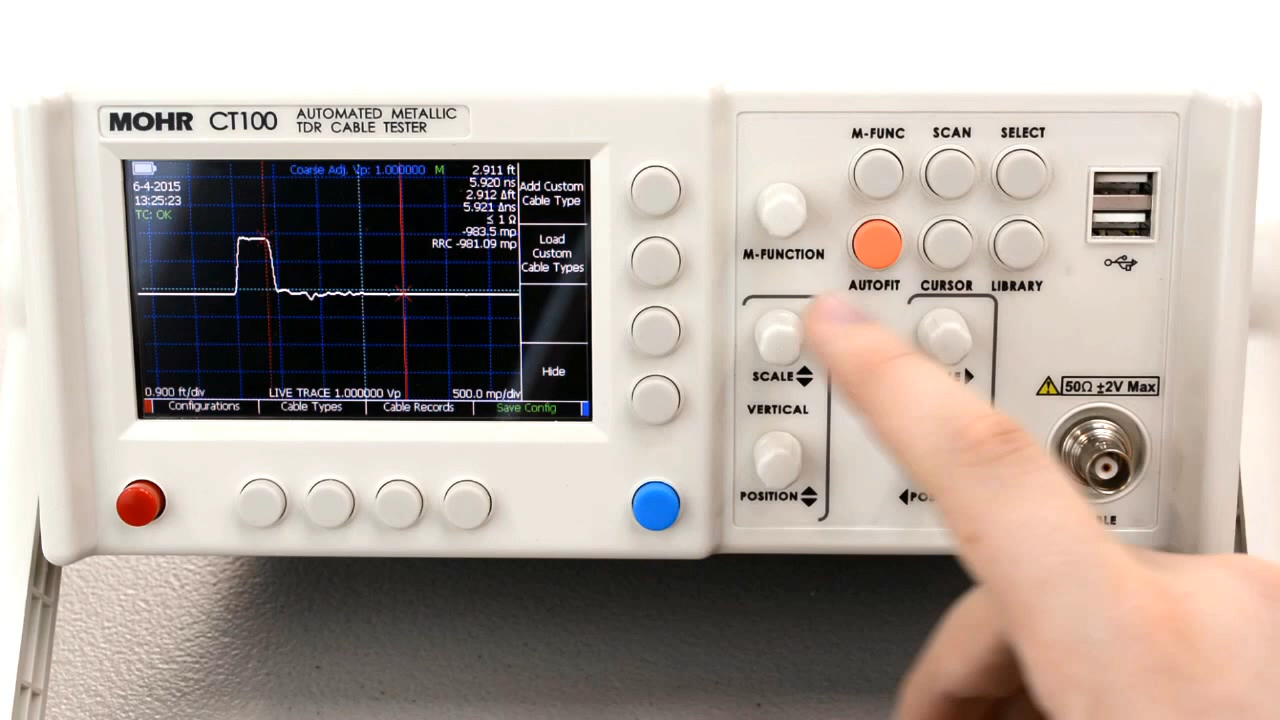 MOHR CT100 AUTOMATED METALLIC
TDR CABLE TESTER
Coarse Adj. Vp: 1.000000 M 2.911 ft
5.920 ns
2.912 Δft
5.921 Δns
≤ 1 Ω
-983.5 mp
RRC -981.09 mp
6-4-2015
13:25:23
TC: OK
Add Custom
Cable Type
Load
Custom
Cable Types
Hide
0.900 ft/div LIVE TRACE 1.000000 Vp 500.0 mp/div
Configurations Cable Types Cable Records Save Config
M-FUNC SCAN SELECT
M-FUNCTION
AUTOFIT CURSOR LIBRARY
SCALE
VERTICAL
POSITION
50Ω ±2V Max